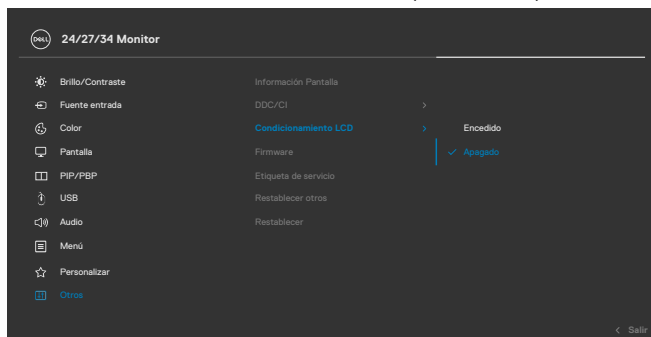 DELL 24/27/34 Monitor
Brillo/Contraste
Fuente entrada
Color
Pantalla
PIP/PBP
USB
Audio
Menú
Personalizar
Otros
Información Pantalla
DDC/CI
Condicionamiento LCD
Firmware
Etiqueta de servicio
Restablecer otros
Restablecer
Encedido
Apagado
Salir